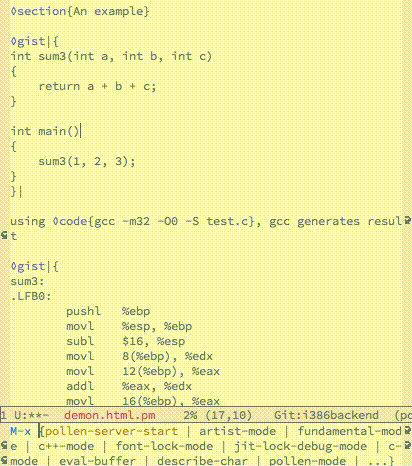 ◊section{An example}
◊gist|{
int sum3(int a, int b, int c)
{
    return a + b + c;
}
int main()
{
    sum3(1, 2, 3);
}
}|
using ◊code{gcc -m32 -O0 -S test.c}, gcc generates resul
t
◊gist|{
sum3:
.LFB0:
        pushl   %ebp
        movl    %esp, %ebp
        subl    $16, %esp
        movl    8(%ebp), %edx
        movl    12(%ebp), %eax
        addl    %eax, %edx
        movl    16(%ebp), %eax
1 U:**-  demon.html.pm   2% (17,10)   Git:i386backend  (po
M-x {pollen-server-start | artist-mode | fundamental-mod
e | c++-mode | font-lock-mode | jit-lock-debug-mode | c-
mode | eval-buffer | describe-char | pollen-mode | ...}